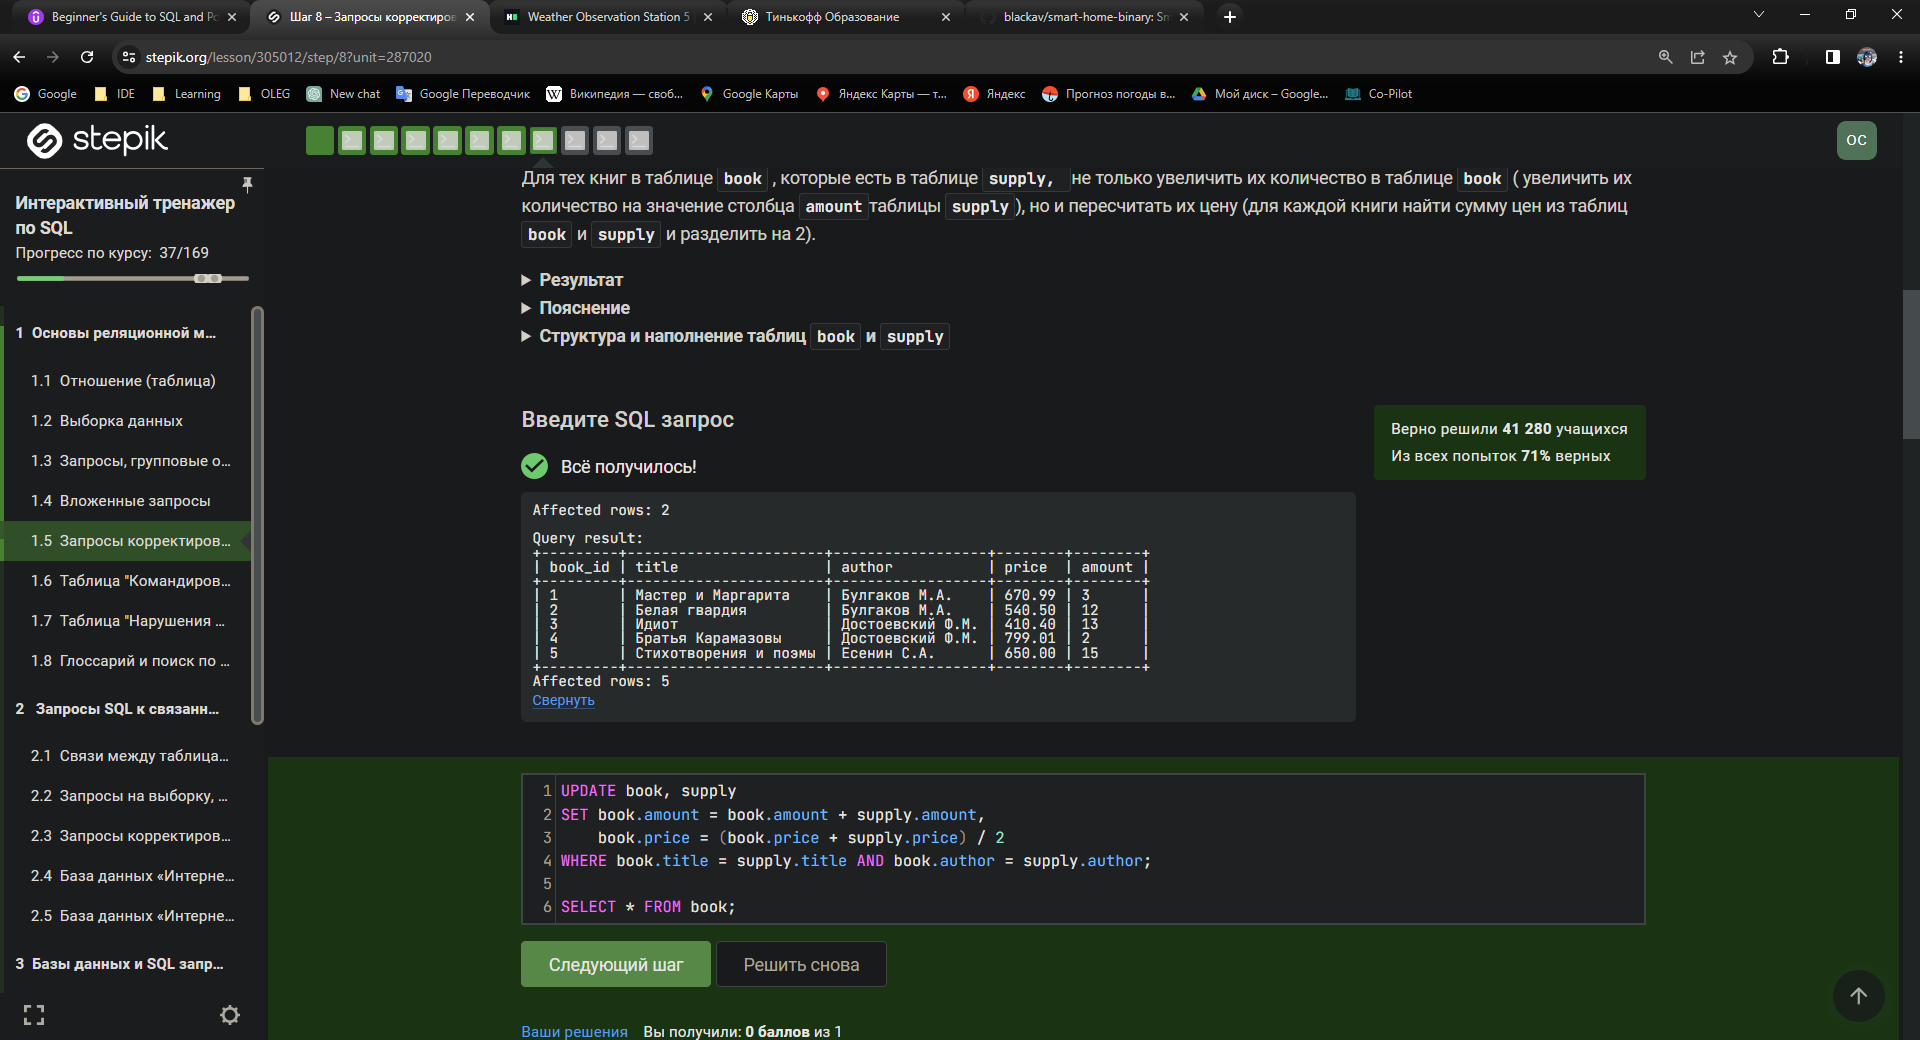 Beginner's Guide to SQL and Po
Шаг 8 – Запросы корректиров
Weather Observation Station 5
Тинькофф Образование
blackav/smart-home-binary: Sm
stepik.org/lesson/305012/step/8?unit=287020
Google
IDE
Learning
OLEG
New chat
Google Переводчик
Википедия — своб...
Google Карты
Яндекс Карты — т...
Яндекс
Прогноз погоды в...
Мой диск – Google...
Co-Pilot
stepik
OC
Интерактивный тренажер
по SQL
Прогресс по курсу: 37/169
1 Основы реляционной м...
1.1 Отношение (таблица)
1.2 Выборка данных
1.3 Запросы, групповые о...
1.4 Вложенные запросы
1.5 Запросы корректиров...
1.6 Таблица "Командиров...
1.7 Таблица "Нарушения ...
1.8 Глоссарий и поиск по ...
2 Запросы SQL к связанн...
2.1 Связи между таблица...
2.2 Запросы на выборку, ...
2.3 Запросы корректиров...
2.4 База данных «Интерне...
2.5 База данных «Интерне...
3 Базы данных и SQL запр...
Для тех книг в таблице book , которые есть в таблице supply, не только увеличить их количество в таблице book ( увеличить их
количество на значение столбца amount таблицы supply ), но и пересчитать их цену (для каждой книги найти сумму цен из таблиц
book и supply и разделить на 2).
Результат
Пояснение
Структура и наполнение таблиц book и supply
Введите SQL запрос
Верно решили 41 280 учащихся
Из всех попыток 71% верных
Всё получилось!
Affected rows: 2
Query result:
+---------+-----------------------+------------------+--------+--------+
| book_id | title                 | author           | price  | amount |
+---------+-----------------------+------------------+--------+--------+
| 1       | Мастер и Маргарита    | Булгаков М.А.    | 670.99 | 3      |
| 2       | Белая гвардия         | Булгаков М.А.    | 540.50 | 12     |
| 3       | Идиот                 | Достоевский Ф.М. | 410.40 | 13     |
| 4       | Братья Карамазовы     | Достоевский Ф.М. | 799.01 | 2      |
| 5       | Стихотворения и поэмы | Есенин С.А.      | 650.00 | 15     |
+---------+-----------------------+------------------+--------+--------+
Affected rows: 5
Свернуть
1 UPDATE book, supply
2 SET book.amount = book.amount + supply.amount,
3 book.price = (book.price + supply.price) / 2
4 WHERE book.title = supply.title AND book.author = supply.author;
5
6 SELECT * FROM book;
Следующий шаг
Решить снова
Ваши решения Вы получили: 0 баллов из 1